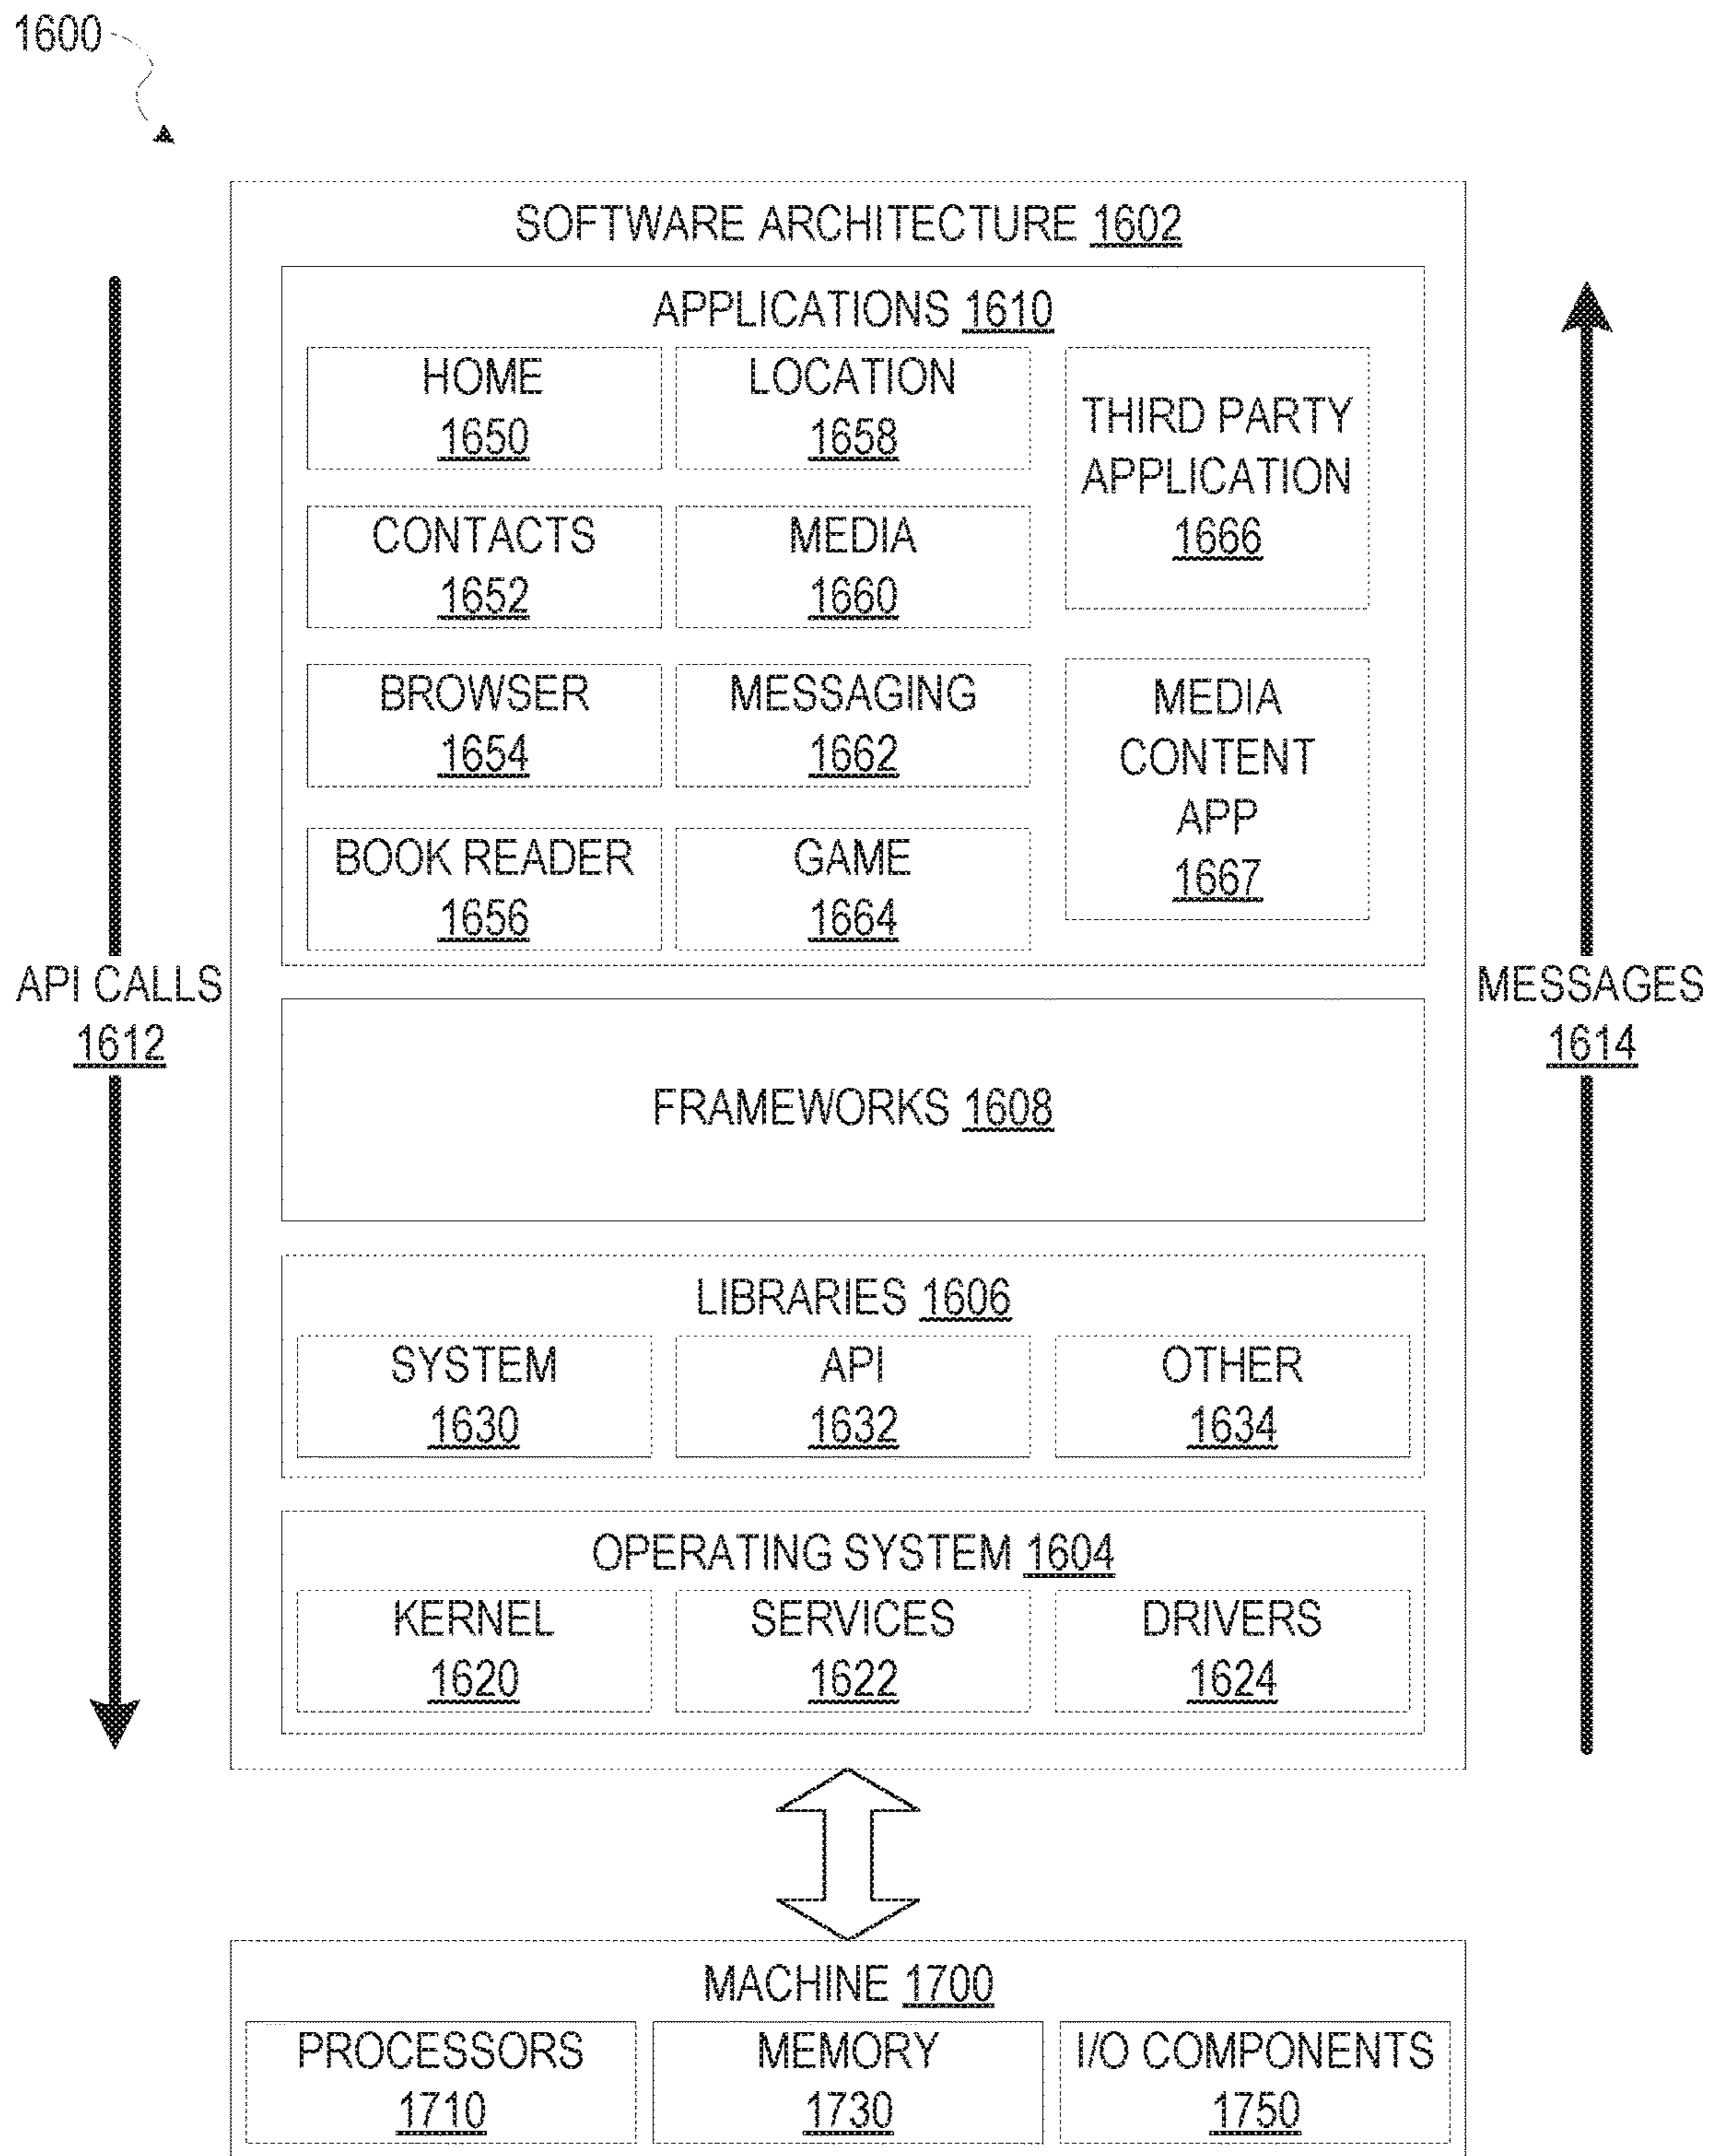 1600
SOFTWARE ARCHITECTURE 1602
APPLICATIONS 1610
HOME
1650
LOCATION
1658
THIRD PARTY
APPLICATION
1666
CONTACTS
1652
MEDIA
1660
BROWSER
1654
MESSAGING
1662
MEDIA
CONTENT
APP
1667
BOOK READER
1656
GAME
1664
API CALLS
1612
MESSAGES
1614
FRAMEWORKS 1608
LIBRARIES 1606
SYSTEM
1630
API
1632
OTHER
1634
OPERATING SYSTEM 1604
KERNEL
1620
SERVICES
1622
DRIVERS
1624
MACHINE 1700
PROCESSORS
1710
MEMORY
1730
I/O COMPONENTS
1750